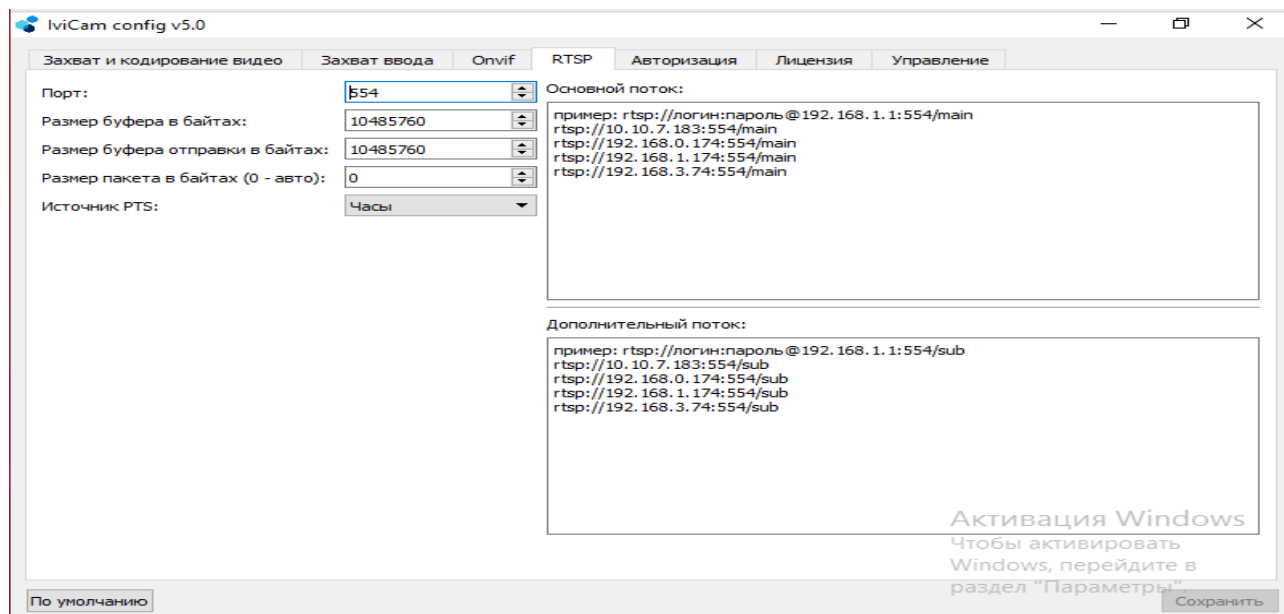 IviCam config v5.0
Захват и кодирование видео Захват ввода Onvif RTSP Авторизация Лицензия Управление
Порт: 554
Размер буфера в байтах: 10485760
Размер буфера отправки в байтах: 10485760
Размер пакета в байтах (0 - авто): 0
Источник PTS: Часы
Основной поток:
пример: rtsp://логин:пароль@192.168.1.1:554/main
rtsp://10.10.7.183:554/main
rtsp://192.168.0.174:554/main
rtsp://192.168.1.174:554/main
rtsp://192.168.3.74:554/main
Дополнительный поток:
пример: rtsp://логин:пароль@192.168.1.1:554/sub
rtsp://10.10.7.183:554/sub
rtsp://192.168.0.174:554/sub
rtsp://192.168.1.174:554/sub
rtsp://192.168.3.74:554/sub
Активация Windows
Чтобы активировать
Windows, перейдите в
раздел "Параметры".
По умолчанию Сохранить